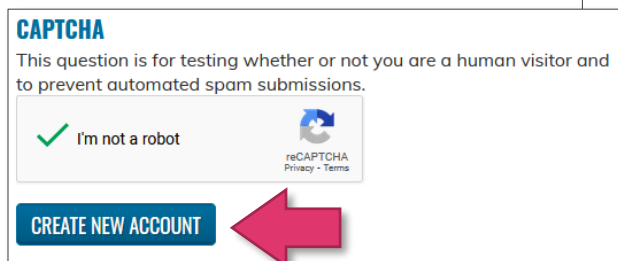 CAPTCHA
This question is for testing whether or not you are a human visitor and
to prevent automated spam submissions.
I'm not a robot
reCAPTCHA
Privacy - Terms
CREATE NEW ACCOUNT